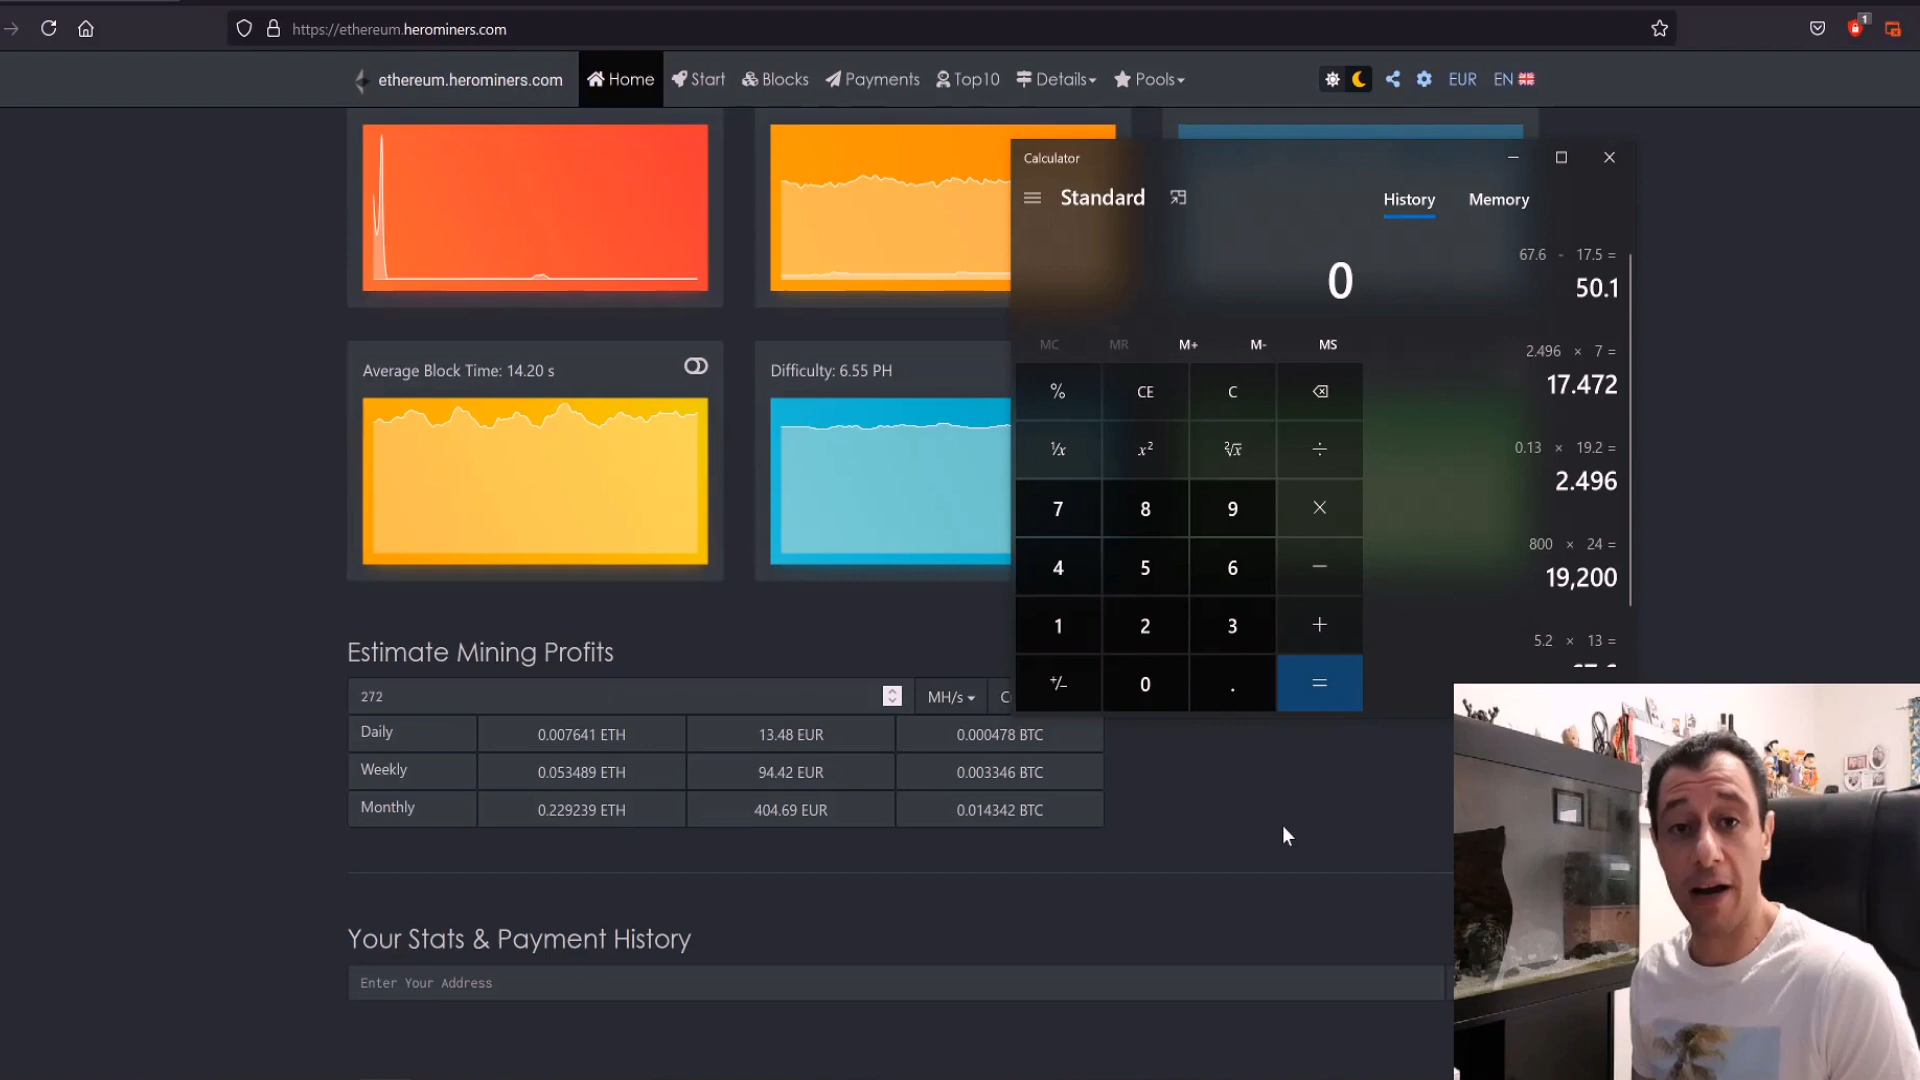 https://ethereum.herominers.com
1
ethereum.herominers.com
Home
Start
Blocks
Payments
Top10
Details
Pools
EUR
EN
Calculator
Standard
History
Memory
0
67.6 - 17.5 =
50.1
2.496 × 7 =
17.472
0.13 × 19.2 =
2.496
800 × 24 =
19,200
5.2 × 13 =
MC MR M+ M- MS
% CE C
¹/x x² ²√x ÷
7 8 9 ×
4 5 6 −
1 2 3 +
+/− 0 . =
Average Block Time: 14.20 s
Difficulty: 6.55 PH
Estimate Mining Profits
272 MH/s
Daily 0.007641 ETH 13.48 EUR 0.000478 BTC
Weekly 0.053489 ETH 94.42 EUR 0.003346 BTC
Monthly 0.229239 ETH 404.69 EUR 0.014342 BTC
Your Stats & Payment History
Enter Your Address